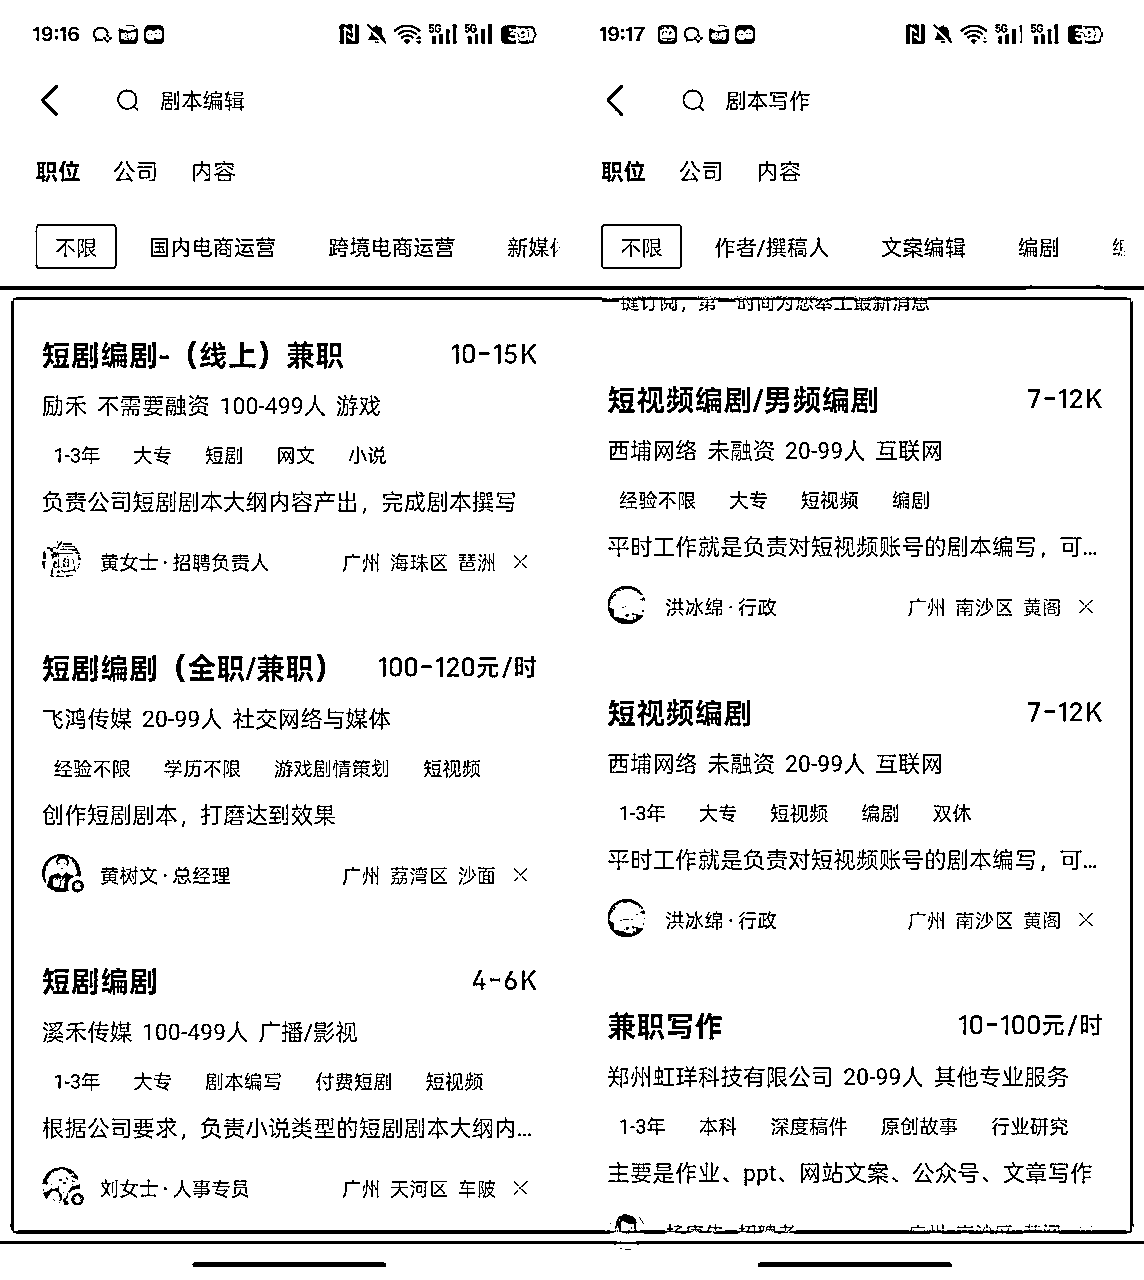 19:16
剧本编辑
职位 公司 内容
不限 国内电商运营 跨境电商运营 新媒
短剧编剧-（线上）兼职 10-15K
励禾 不需要融资 100-499人 游戏
1-3年 大专 短剧 网文 小说
负责公司短剧剧本大纲内容产出，完成剧本撰写
黄女士·招聘负责人 广州 海珠区 琶洲
短剧编剧（全职/兼职） 100-120元/时
飞鸿传媒 20-99人 社交网络与媒体
经验不限 学历不限 游戏剧情策划 短视频
创作短剧剧本，打磨达到效果
黄树文·总经理 广州 荔湾区 沙面
短剧编剧 4-6K
溪禾传媒 100-499人 广播/影视
1-3年 大专 剧本编写 付费短剧 短视频
根据公司要求，负责小说类型的短剧剧本大纲内...
刘女士·人事专员 广州 天河区 车陂
19:17
剧本写作
职位 公司 内容
不限 作者/撰稿人 文案编辑 编剧
一键订阅，第一时间为您奉上最新消息
短视频编剧/男频编剧 7-12K
西埔网络 未融资 20-99人 互联网
经验不限 大专 短视频 编剧
平时工作就是负责对短视频账号的剧本编写，可...
洪冰绵·行政 广州 南沙区 黄阁
短视频编剧 7-12K
西埔网络 未融资 20-99人 互联网
1-3年 大专 短视频 编剧 双休
平时工作就是负责对短视频账号的剧本编写，可...
洪冰绵·行政 广州 南沙区 黄阁
兼职写作 10-100元/时
郑州虹珜科技有限公司 20-99人 其他专业服务
1-3年 本科 深度稿件 原创故事 行业研究
主要是作业、ppt、网站文案、公众号、文章写作